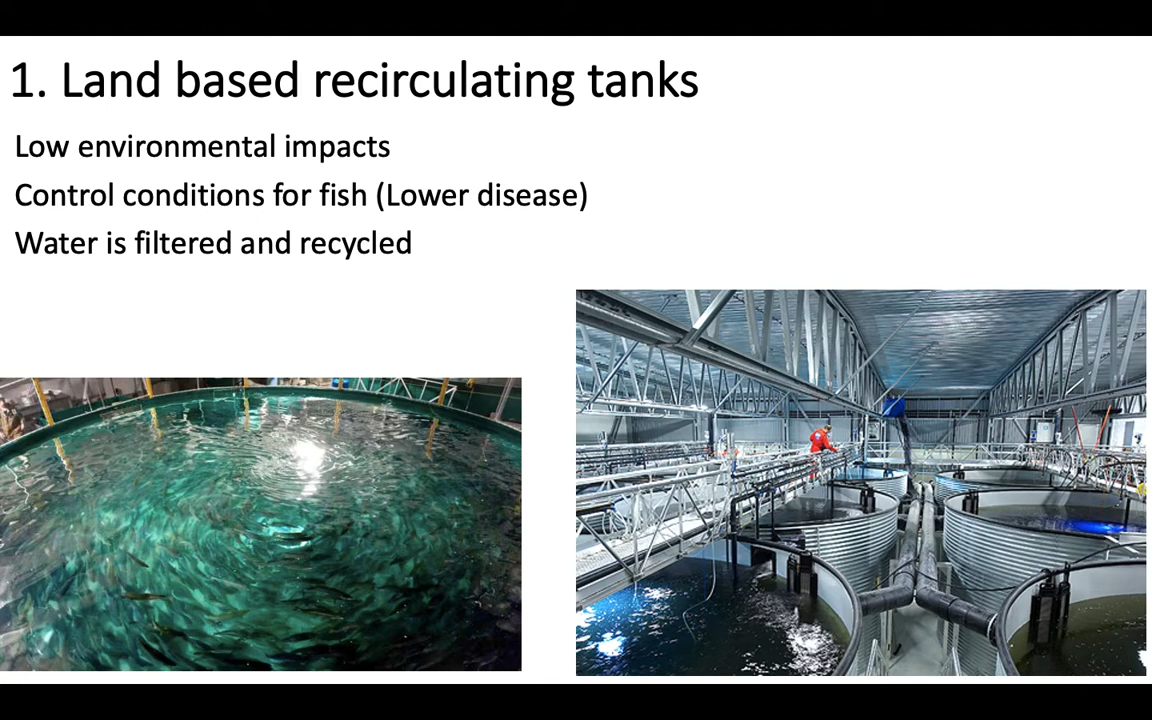 1. Land based recirculating tanks
Low environmental impacts
Control conditions for fish (Lower disease)
Water is filtered and recycled